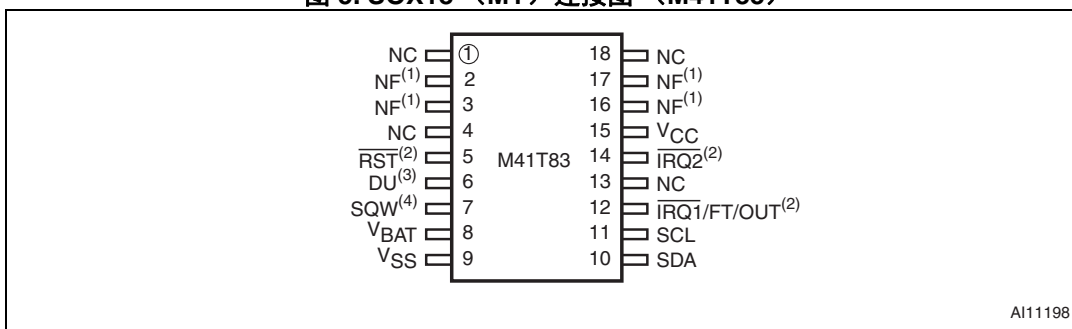 NC ① 18 NC
NF(1) 2 17 NF(1)
NF(1) 3 16 NF(1)
NC 4 15 VCC
RST(2) 5 M41T83 14 IRQ2(2)
DU(3) 6 13 NC
SQW(4) 7 12 IRQ1/FT/OUT(2)
VBAT 8 11 SCL
VSS 9 10 SDA
AI11198